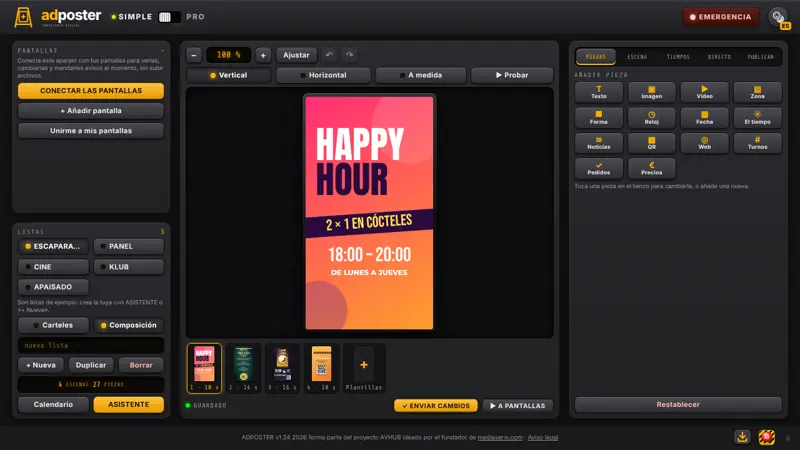 adposter
CARTELERÍA DIGITAL
SIMPLE PRO
EMERGENCIA
ES
PANTALLAS
Conecta este aparato con tus pantallas para verlas,
cambiarlas y mandarles avisos al momento, sin subir
archivos.
CONECTAR LAS PANTALLAS
+ Añadir pantalla
Unirme a mis pantallas
LISTAS 5
ESCAPARA...
PANEL
CINE
KLUB
APAISADO
Son listas de ejemplo: crea la tuya con ASISTENTE o
«+ Nueva».
Carteles
Composición
nueva lista
+ Nueva
Duplicar
Borrar
4 ESCENAS 27 PIEZAS
Calendario
ASISTENTE
− 100 % + Ajustar
Vertical
Horizontal
A medida
▶ Probar
HAPPY
HOUR
2 × 1 EN CÓCTELES
18:00 – 20:00
DE LUNES A JUEVES
1 · 10 s
2 · 14 s
3 · 16 s
4 · 10 s
+
Plantillas
GUARDADO
✓ ENVIAR CAMBIOS
▶ A PANTALLAS
PIEZAS
ESCENA
TIEMPOS
DIRECTO
PUBLICAR
AÑADIR PIEZA
Texto
Imagen
Vídeo
Zona
Forma
Reloj
Fecha
El tiempo
Noticias
QR
Web
Turnos
Pedidos
Precios
Toca una pieza en el lienzo para cambiarla, o añade una nueva.
Restablecer
ADPOSTER v1.24 2026 forma parte del proyecto AVHUB ideado por el fundador de mediaservi.com · Aviso legal